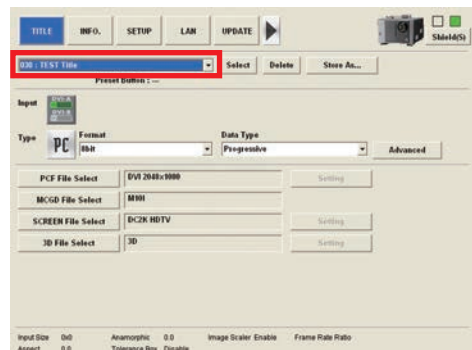 TITLE INFO. SETUP LAN UPDATE Shield(S)
030 : TEST Title Select Delete Store As...
Preset Button : ---
Input DVI-A
Type PC Format Data Type
8bit Progressive Advanced
PCF File Select DVI 2048x1080 Setting
MCGD File Select M101
SCREEN File Select DC2K HDTV Setting
3D File Select 3D Setting
Input Size 0x0 Anamorphic 0.0 Image Scaler Enable Frame Rate Ratio
Aspect 0.0 Tolerance Box Disable